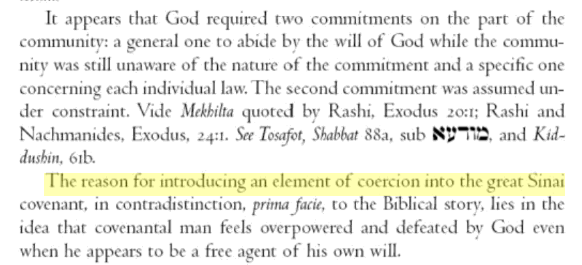 It appears that God required two commitments on the part of the
community: a general one to abide by the will of God while the commu-
nity was still unaware of the nature of the commitment and a specific one
concerning each individual law. The second commitment was assumed un-
der constraint. Vide Mekhilta quoted by Rashi, Exodus 20:1; Rashi and
Nachmanides, Exodus, 24:1. See Tosafot, Shabbat 88a, sub מודעא, and Kid-
dushin, 61b.
The reason for introducing an element of coercion into the great Sinai
covenant, in contradistinction, prima facie, to the Biblical story, lies in the
idea that covenantal man feels overpowered and defeated by God even
when he appears to be a free agent of his own will.